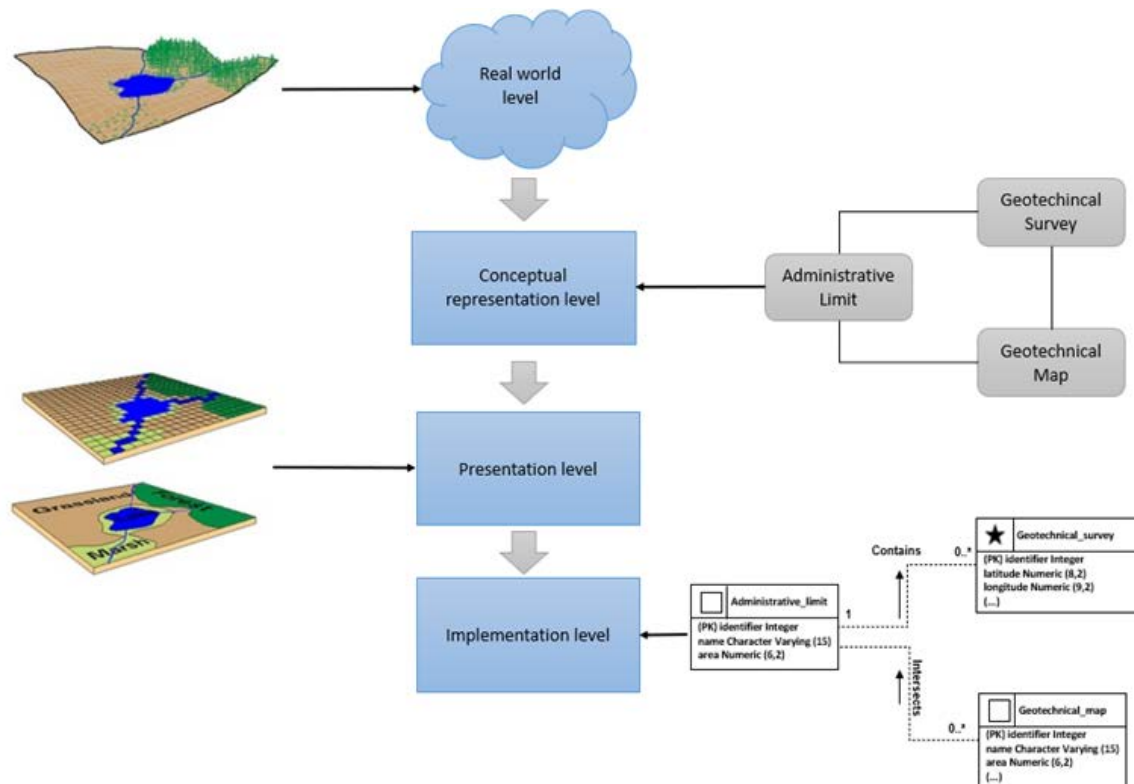 Real world
level
Geotechincal
Survey
Conceptual
representation level
Administrative
Limit
Geotechnical
Map
Presentation level
Grassland
Forest
Marsh
Implementation level
Contains
0..*
Geotechnical_survey
(PK) identifier Integer
latitude Numeric (8,2)
longitude Numeric (9,2)
(...)
Administrative_limit
1
(PK) identifier Integer
name Character Varying (15)
area Numeric (6,2)
Intersects
0..*
Geotechnical_map
(PK) identifier Integer
name Character Varying (15)
area Numeric (6,2)
(...)